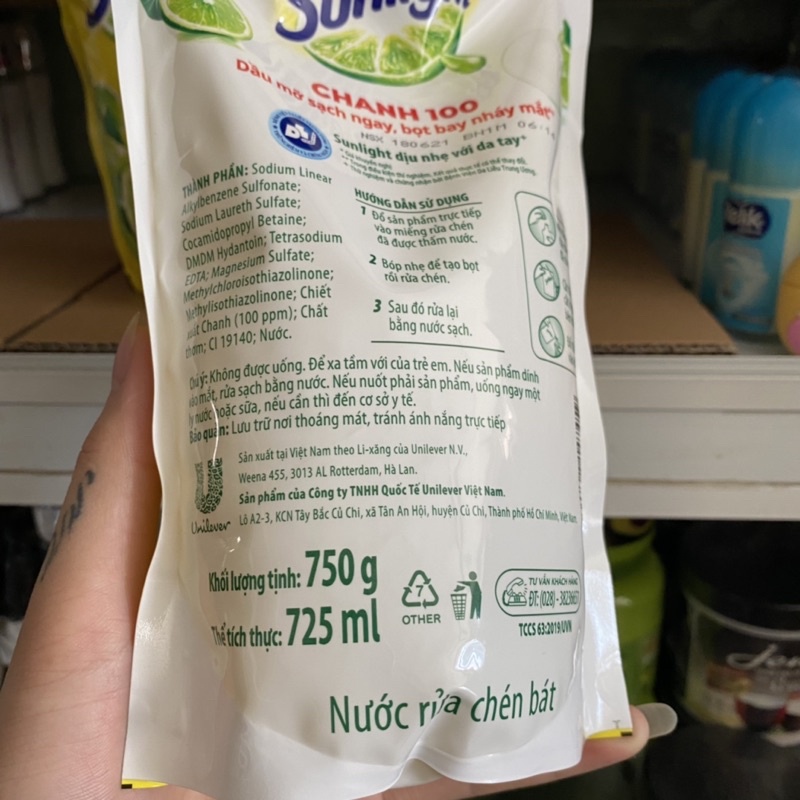 Sunlight
CHANH 100
Dầu mỡ sạch ngay, bọt bay nháy mắt*
NSX 180621 BH1M 06:1
Sunlight dịu nhẹ với da tay*
THÀNH PHẦN: Sodium Linear
Alkylbenzene Sulfonate;
Sodium Laureth Sulfate;
Cocamidopropyl Betaine;
DMDM Hydantoin; Tetrasodium
EDTA; Magnesium Sulfate;
Methylchloroisothiazolinone;
Methylisothiazolinone; Chiết
xuất Chanh (100 ppm); Chất
thơm; CI 19140; Nước.
HƯỚNG DẪN SỬ DỤNG
1 Đổ sản phẩm trực tiếp
vào miếng rửa chén
đã được thấm nước.
2 Bóp nhẹ để tạo bọt
rồi rửa chén.
3 Sau đó rửa lại
bằng nước sạch.
Chú ý: Không được uống. Để xa tầm với của trẻ em. Nếu sản phẩm dính
vào mắt, rửa sạch bằng nước. Nếu nuốt phải sản phẩm, uống ngay một
ly nước hoặc sữa, nếu cần thì đến cơ sở y tế.
Bảo quản: Lưu trữ nơi thoáng mát, tránh ánh nắng trực tiếp
Sản xuất tại Việt Nam theo Li-xăng của Unilever N.V.,
Weena 455, 3013 AL Rotterdam, Hà Lan.
Sản phẩm của Công ty TNHH Quốc Tế Unilever Việt Nam.
Lô A2-3, KCN Tây Bắc Củ Chi, xã Tân An Hội, huyện Củ Chi, Thành phố Hồ Chí Minh, Việt Nam
Unilever
Khối lượng tịnh: 750 g
Thể tích thực: 725 ml
7
OTHER
TƯ VẤN KHÁCH HÀNG
ĐT: (028) - 38236651
TCCS 63:2019/UVN
Nước rửa chén bát